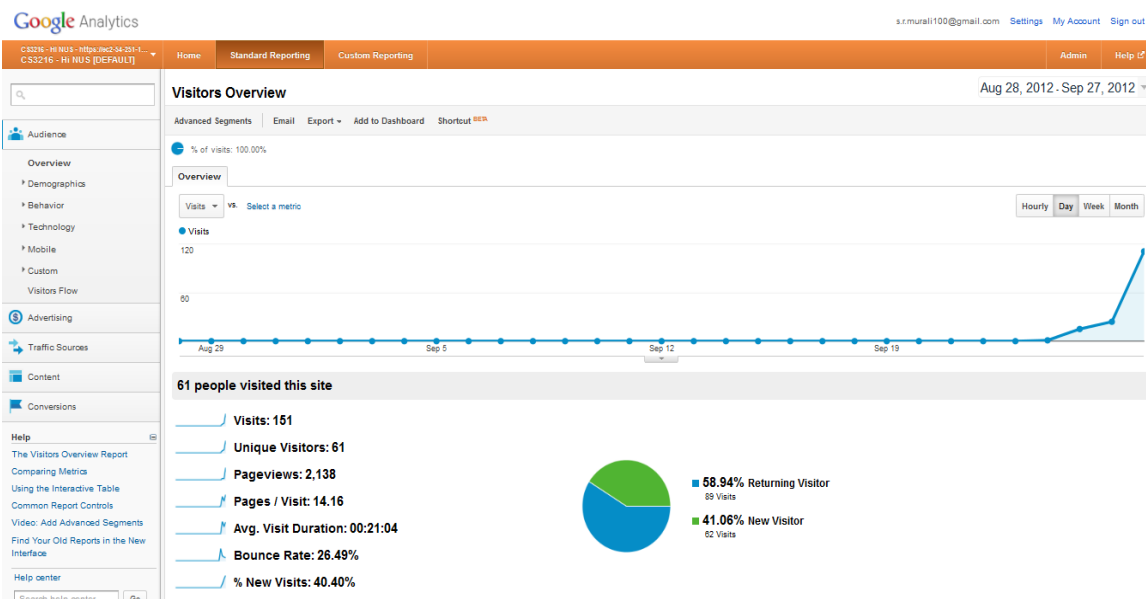 Google Analytics
s.r.murali100@gmail.com Settings My Account Sign out
CS3216 - Hi NUS [DEFAULT]
Home Standard Reporting Custom Reporting Admin Help
Visitors Overview
Aug 28, 2012 - Sep 27, 2012
Advanced Segments Email Export Add to Dashboard Shortcut BETA
% of visits: 100.00%
Overview
Visits VS. Select a metric
Hourly Day Week Month
Visits
120
60
Aug 29 Sep 5 Sep 12 Sep 19
Audience
Overview
Demographics
Behavior
Technology
Mobile
Custom
Visitors Flow
Advertising
Traffic Sources
Content
Conversions
Help
The Visitors Overview Report
Comparing Metrics
Using the Interactive Table
Common Report Controls
Video: Add Advanced Segments
Find Your Old Reports in the New
Interface
Help center
Search help center Go
61 people visited this site
Visits: 151
Unique Visitors: 61
Pageviews: 2,138
Pages / Visit: 14.16
Avg. Visit Duration: 00:21:04
Bounce Rate: 26.49%
% New Visits: 40.40%
58.94% Returning Visitor
89 Visits
41.06% New Visitor
62 Visits